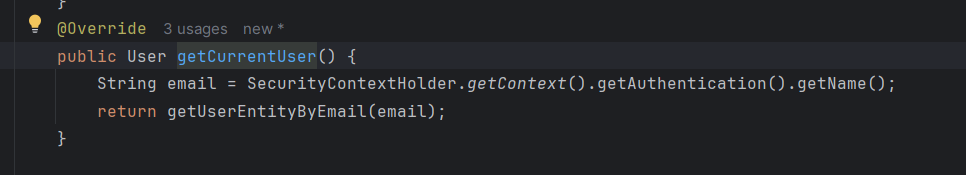 }
@Override 3 usages new *
public User getCurrentUser() {
String email = SecurityContextHolder.getContext().getAuthentication().getName();
return getUserEntityByEmail(email);
}